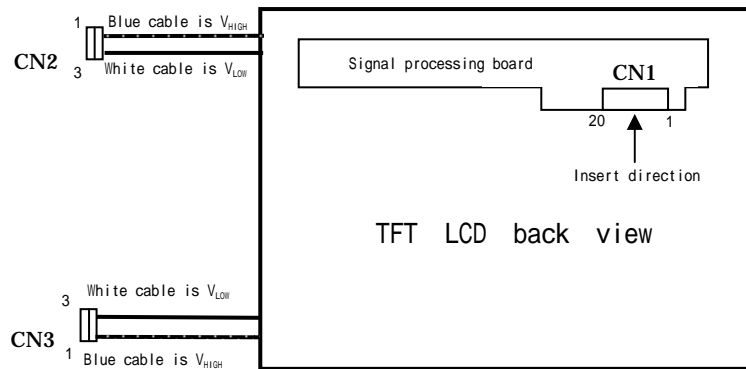 1
Blue cable is VHIGH
CN2
3
White cable is VLOW
Signal processing board
CN1
20
1
Insert direction
TFT LCD back view
3
White cable is VLOW
CN3
1
Blue cable is VHIGH